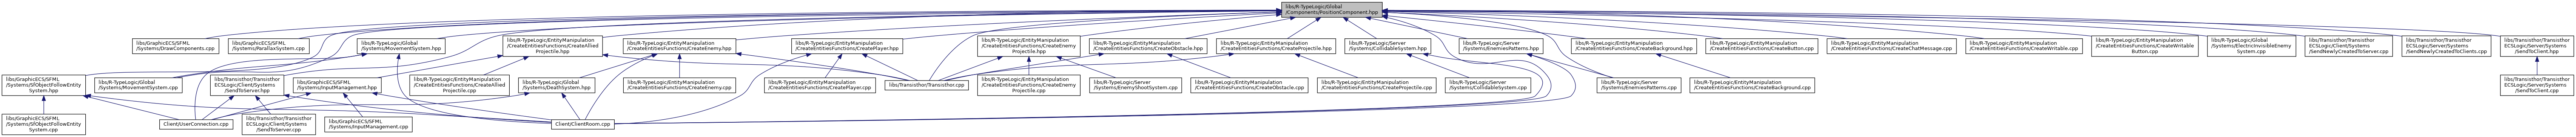 libs/R-TypeLogic/Global
/Components/PositionComponent.hpp
libs/GraphicECS/SFML
/Systems/DrawComponents.cpp
libs/GraphicECS/SFML
/Systems/ParallaxSystem.cpp
libs/R-TypeLogic/Global
/Systems/MovementSystem.hpp
libs/R-TypeLogic/EntityManipulation
/CreateEntitiesFunctions/CreateAllied
Projectile.hpp
libs/R-TypeLogic/EntityManipulation
/CreateEntitiesFunctions/CreateEnemy.hpp
libs/R-TypeLogic/EntityManipulation
/CreateEntitiesFunctions/CreatePlayer.hpp
libs/R-TypeLogic/EntityManipulation
/CreateEntitiesFunctions/CreateEnemy
Projectile.hpp
libs/R-TypeLogic/EntityManipulation
/CreateEntitiesFunctions/CreateObstacle.hpp
libs/R-TypeLogic/EntityManipulation
/CreateEntitiesFunctions/CreateProjectile.hpp
libs/R-TypeLogic/Server
/Systems/CollidableSystem.hpp
libs/R-TypeLogic/Server
/Systems/EnemiesPatterns.hpp
libs/R-TypeLogic/EntityManipulation
/CreateEntitiesFunctions/CreateBackground.hpp
libs/R-TypeLogic/EntityManipulation
/CreateEntitiesFunctions/CreateButton.cpp
libs/R-TypeLogic/EntityManipulation
/CreateEntitiesFunctions/CreateChatMessage.cpp
libs/R-TypeLogic/EntityManipulation
/CreateEntitiesFunctions/CreateWritable.cpp
libs/R-TypeLogic/EntityManipulation
/CreateEntitiesFunctions/CreateWritable
Button.cpp
libs/R-TypeLogic/Global
/Systems/ElectricInvisibleEnemy
System.cpp
libs/Transisthor/Transisthor
ECSLogic/Client/Systems
/SendNewlyCreatedToServer.cpp
libs/Transisthor/Transisthor
ECSLogic/Server/Systems
/SendNewlyCreatedToClients.cpp
libs/Transisthor/Transisthor
ECSLogic/Server/Systems
/SendToClient.hpp
libs/GraphicECS/SFML
/Systems/SfObjectFollowEntity
System.hpp
libs/R-TypeLogic/Global
/Systems/MovementSystem.cpp
libs/Transisthor/Transisthor
ECSLogic/Client/Systems
/SendToServer.hpp
libs/GraphicECS/SFML
/Systems/InputManagement.hpp
libs/R-TypeLogic/EntityManipulation
/CreateEntitiesFunctions/CreateAllied
Projectile.cpp
libs/R-TypeLogic/Global
/Systems/DeathSystem.hpp
libs/R-TypeLogic/EntityManipulation
/CreateEntitiesFunctions/CreateEnemy.cpp
libs/R-TypeLogic/EntityManipulation
/CreateEntitiesFunctions/CreatePlayer.cpp
libs/Transisthor/Transisthor.cpp
libs/R-TypeLogic/EntityManipulation
/CreateEntitiesFunctions/CreateEnemy
Projectile.cpp
libs/R-TypeLogic/Server
/Systems/EnemyShootSystem.cpp
libs/R-TypeLogic/EntityManipulation
/CreateEntitiesFunctions/CreateObstacle.cpp
libs/R-TypeLogic/EntityManipulation
/CreateEntitiesFunctions/CreateProjectile.cpp
libs/R-TypeLogic/Server
/Systems/CollidableSystem.cpp
libs/R-TypeLogic/Server
/Systems/EnemiesPatterns.cpp
libs/R-TypeLogic/EntityManipulation
/CreateEntitiesFunctions/CreateBackground.cpp
libs/Transisthor/Transisthor
ECSLogic/Server/Systems
/SendToClient.cpp
libs/GraphicECS/SFML
/Systems/SfObjectFollowEntity
System.cpp
Client/UserConnection.cpp
libs/Transisthor/Transisthor
ECSLogic/Client/Systems
/SendToServer.cpp
libs/GraphicECS/SFML
/Systems/InputManagement.cpp
Client/ClientRoom.cpp